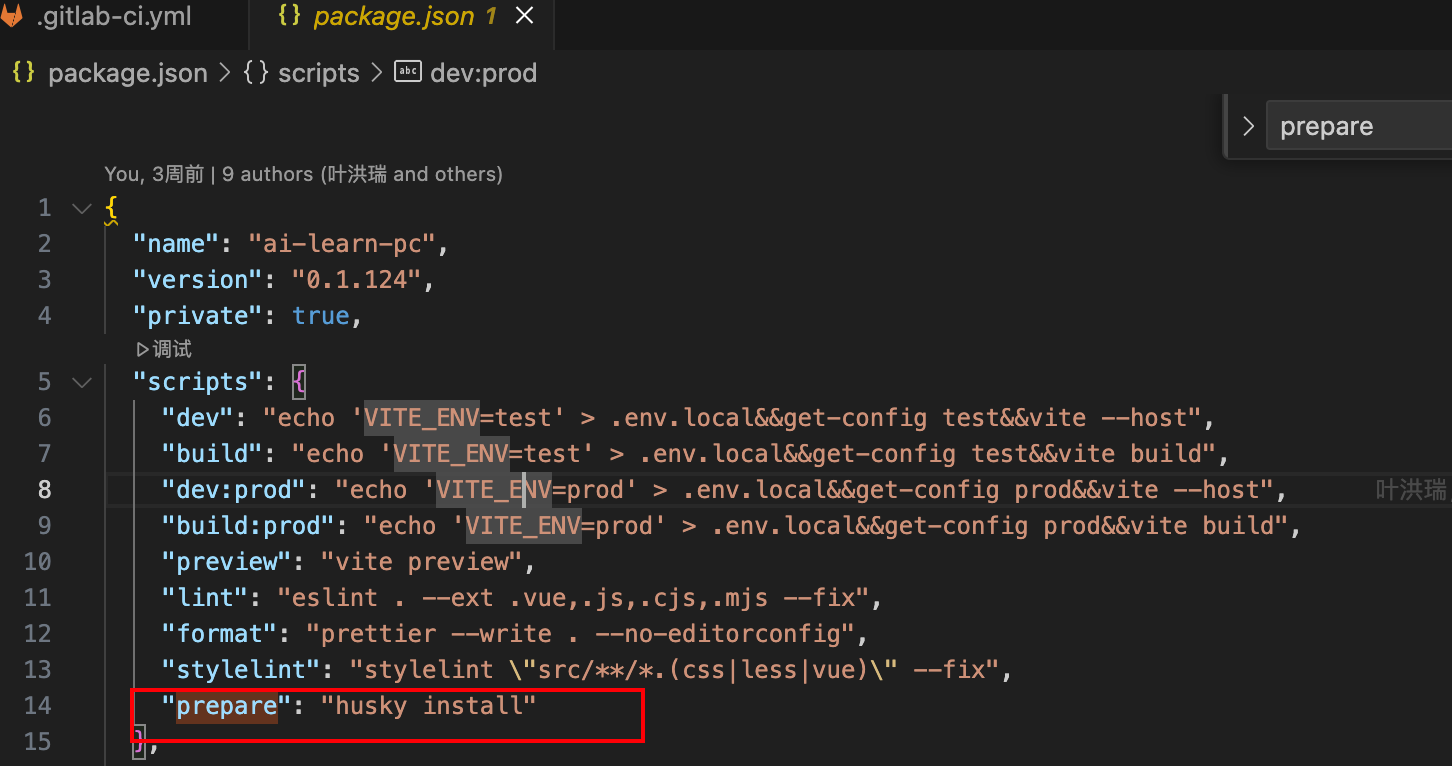 .gitlab-ci.yml {} package.json 1
{} package.json > {} scripts > abc dev:prod
prepare
You, 3周前 | 9 authors (叶洪瑞 and others)
1 {
2 "name": "ai-learn-pc",
3 "version": "0.1.124",
4 "private": true,
调试
5 "scripts": {
6 "dev": "echo 'VITE_ENV=test' > .env.local&&get-config test&&vite --host",
7 "build": "echo 'VITE_ENV=test' > .env.local&&get-config test&&vite build",
8 "dev:prod": "echo 'VITE_ENV=prod' > .env.local&&get-config prod&&vite --host", 叶洪瑞
9 "build:prod": "echo 'VITE_ENV=prod' > .env.local&&get-config prod&&vite build",
10 "preview": "vite preview",
11 "lint": "eslint . --ext .vue,.js,.cjs,.mjs --fix",
12 "format": "prettier --write . --no-editorconfig",
13 "stylelint": "stylelint \"src/**/*.(css|less|vue)\" --fix",
14 "prepare": "husky install"
15 },